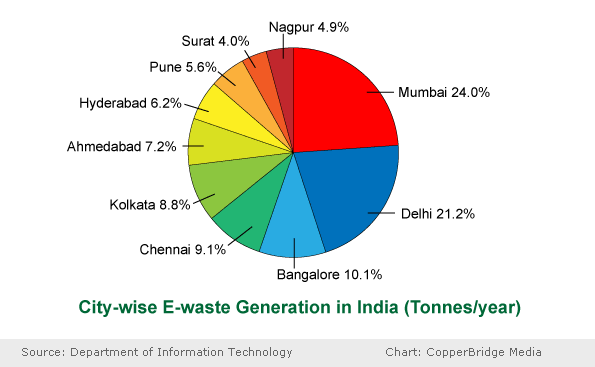 Nagpur 4.9%
Surat 4.0%
Pune 5.6%
Mumbai 24.0%
Hyderabad 6.2%
Ahmedabad 7.2%
Kolkata 8.8%
Delhi 21.2%
Chennai 9.1%
Bangalore 10.1%
City-wise E-waste Generation in India (Tonnes/year)
Source: Department of Information Technology
Chart: CopperBridge Media